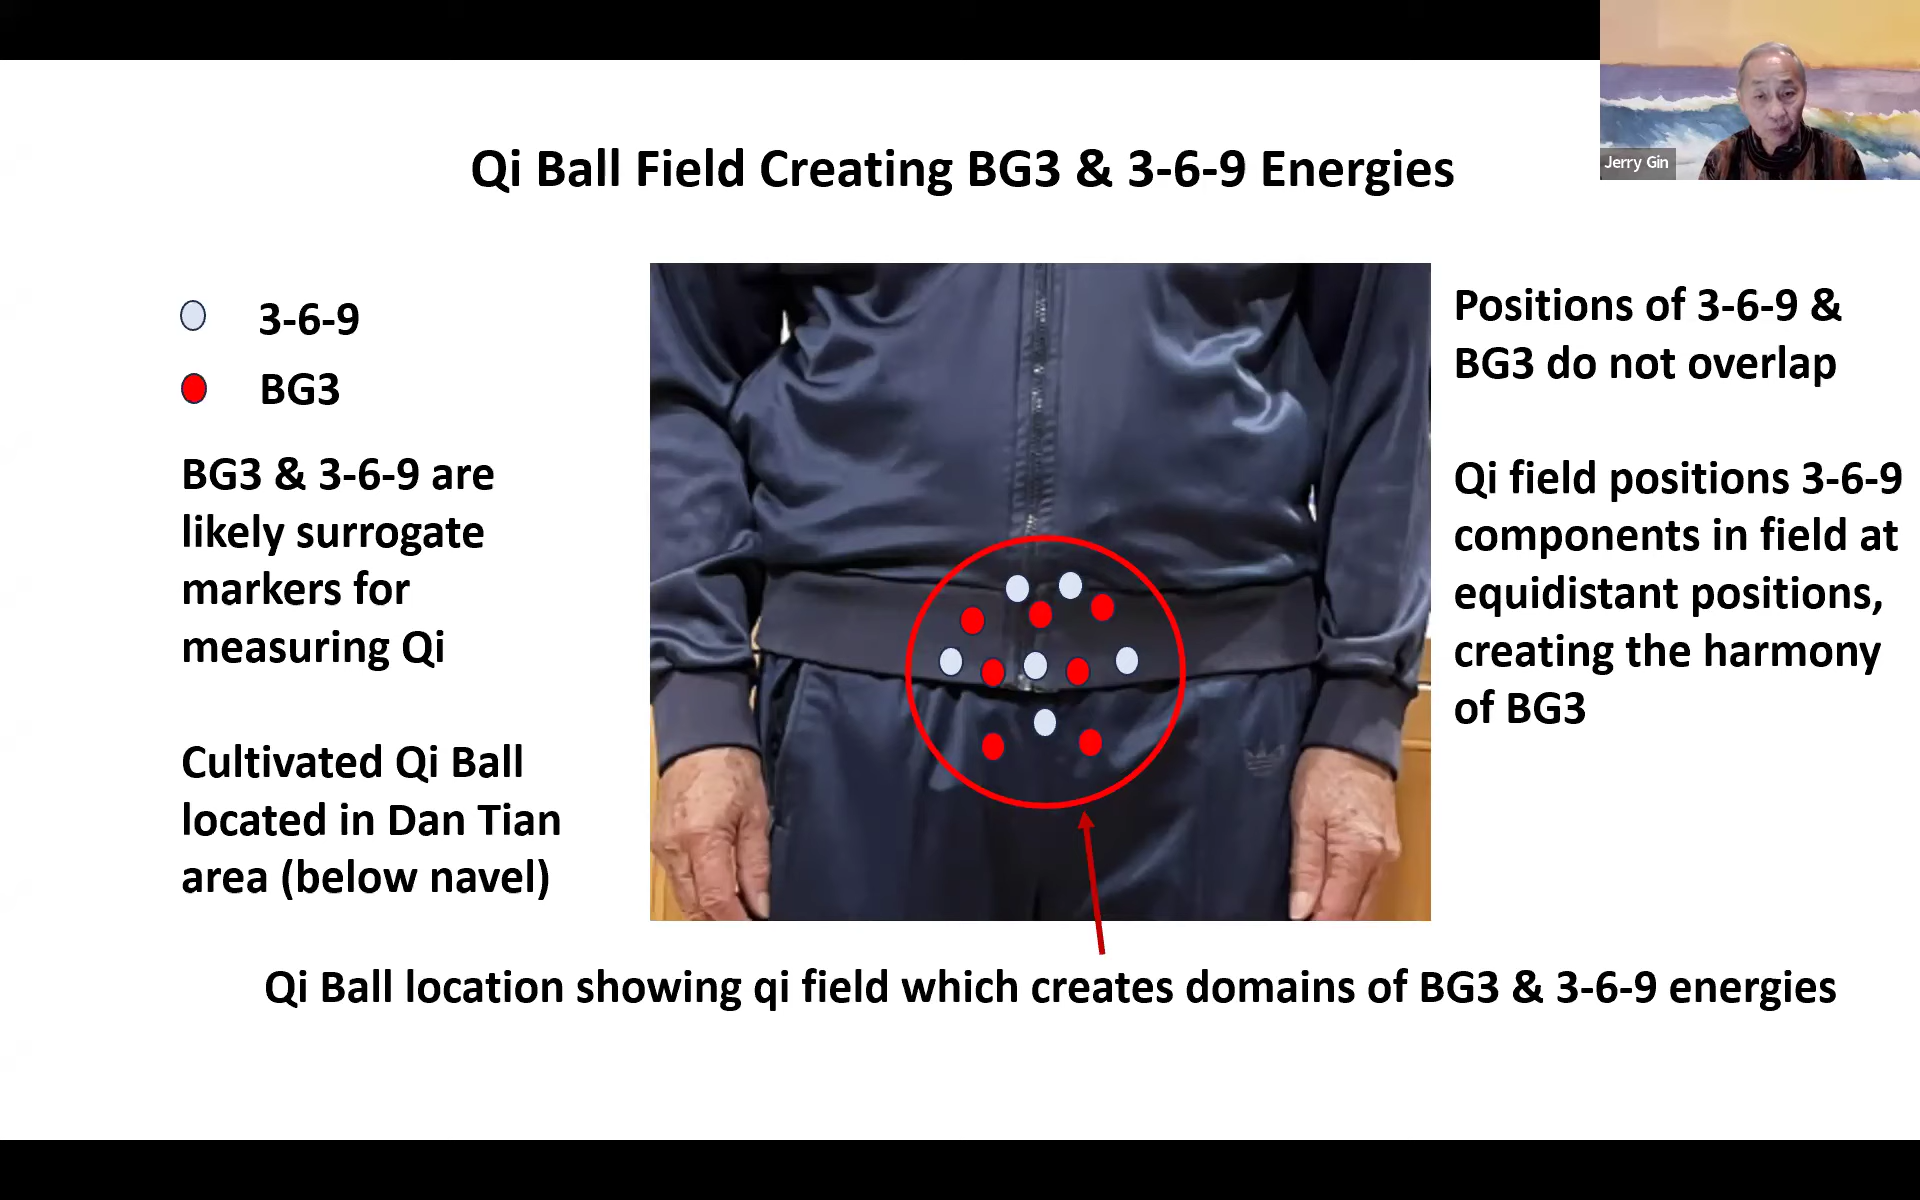 Jerry Gin
Qi Ball Field Creating BG3 & 3-6-9 Energies
3-6-9
BG3
BG3 & 3-6-9 are
likely surrogate
markers for
measuring Qi
Cultivated Qi Ball
located in Dan Tian
area (below navel)
Positions of 3-6-9 &
BG3 do not overlap
Qi field positions 3-6-9
components in field at
equidistant positions,
creating the harmony
of BG3
Qi Ball location showing qi field which creates domains of BG3 & 3-6-9 energies